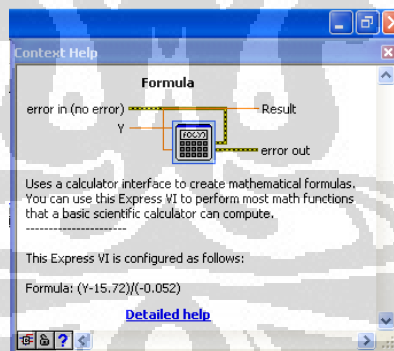 Context Help
Formula
error in (no error)
Result
Y
F(X,Y)
error out
Uses a calculator interface to create mathematical formulas.
You can use this Express VI to perform most math functions
that a basic scientific calculator can compute.
----------------------
This Express VI is configured as follows:
Formula: (Y-15.72)/(-0.052)
Detailed help
?